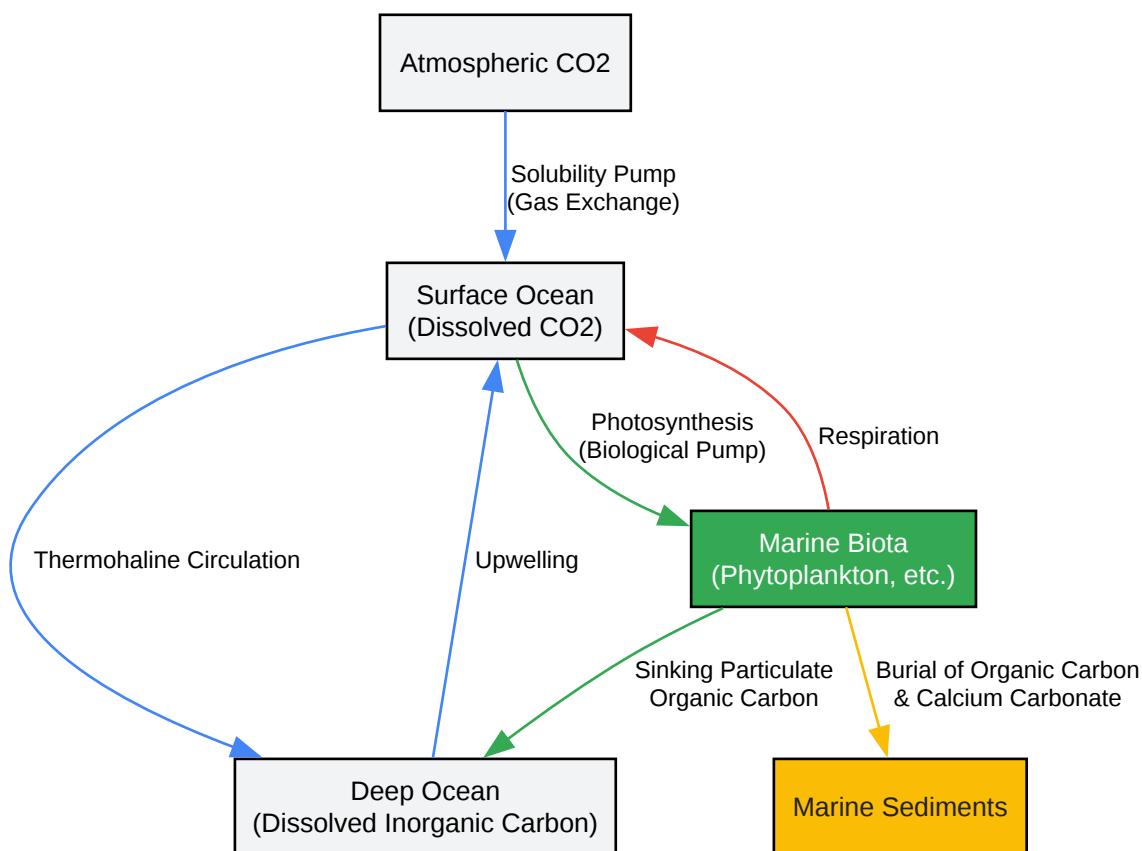 Atmospheric CO2
Solubility Pump
(Gas Exchange)
Surface Ocean
(Dissolved CO2)
Photosynthesis
(Biological Pump)
Respiration
Thermohaline Circulation
Upwelling
Marine Biota
(Phytoplankton, etc.)
Sinking Particulate
Organic Carbon
Burial of Organic Carbon
& Calcium Carbonate
Deep Ocean
(Dissolved Inorganic Carbon)
Marine Sediments